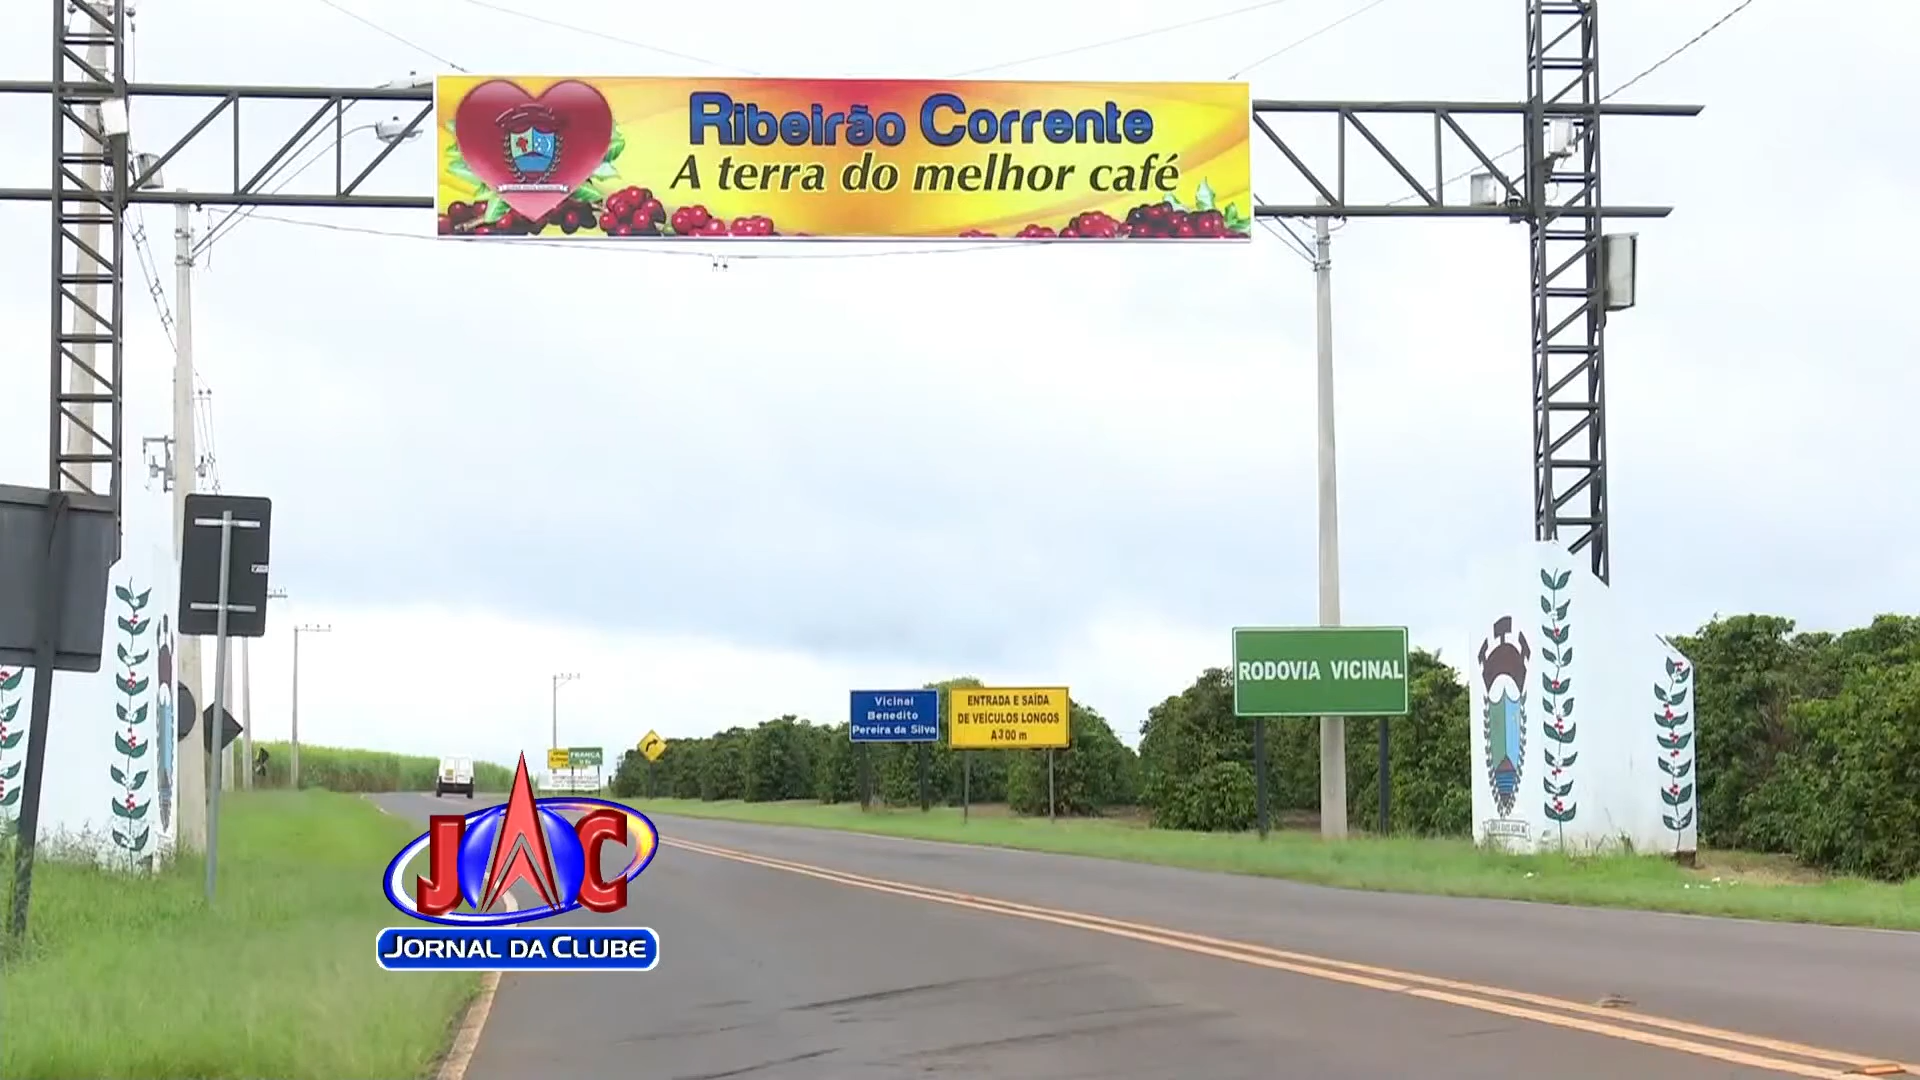 Ribeirão Corrente
A terra do melhor café
RODOVIA VICINAL
Vicinal
Benedito
Pereira da Silva
ENTRADA E SAÍDA
DE VEÍCULOS LONGOS
A 300 m
FRANCA
JAC
JORNAL DA CLUBE